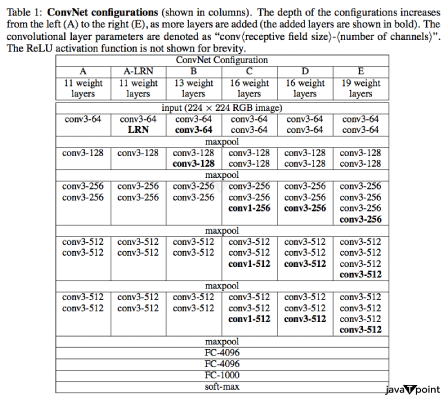 Table 1: ConvNet configurations (shown in columns). The depth of the configurations increases
from the left (A) to the right (E), as more layers are added (the added layers are shown in bold). The
convolutional layer parameters are denoted as “conv⟨receptive field size⟩-⟨number of channels⟩”.
The ReLU activation function is not shown for brevity.
ConvNet Configuration
A A-LRN B C D E
11 weight 11 weight 13 weight 16 weight 16 weight 19 weight
layers layers layers layers layers layers
input (224 × 224 RGB image)
conv3-64 conv3-64 conv3-64 conv3-64 conv3-64 conv3-64
LRN conv3-64 conv3-64 conv3-64 conv3-64
maxpool
conv3-128 conv3-128 conv3-128 conv3-128 conv3-128 conv3-128
conv3-128 conv3-128 conv3-128 conv3-128
maxpool
conv3-256 conv3-256 conv3-256 conv3-256 conv3-256 conv3-256
conv3-256 conv3-256 conv3-256 conv3-256 conv3-256 conv3-256
conv1-256 conv3-256 conv3-256
conv3-256
maxpool
conv3-512 conv3-512 conv3-512 conv3-512 conv3-512 conv3-512
conv3-512 conv3-512 conv3-512 conv3-512 conv3-512 conv3-512
conv1-512 conv3-512 conv3-512
conv3-512
maxpool
conv3-512 conv3-512 conv3-512 conv3-512 conv3-512 conv3-512
conv3-512 conv3-512 conv3-512 conv3-512 conv3-512 conv3-512
conv1-512 conv3-512 conv3-512
conv3-512
maxpool
FC-4096
FC-4096
FC-1000
soft-max
javaTpoint